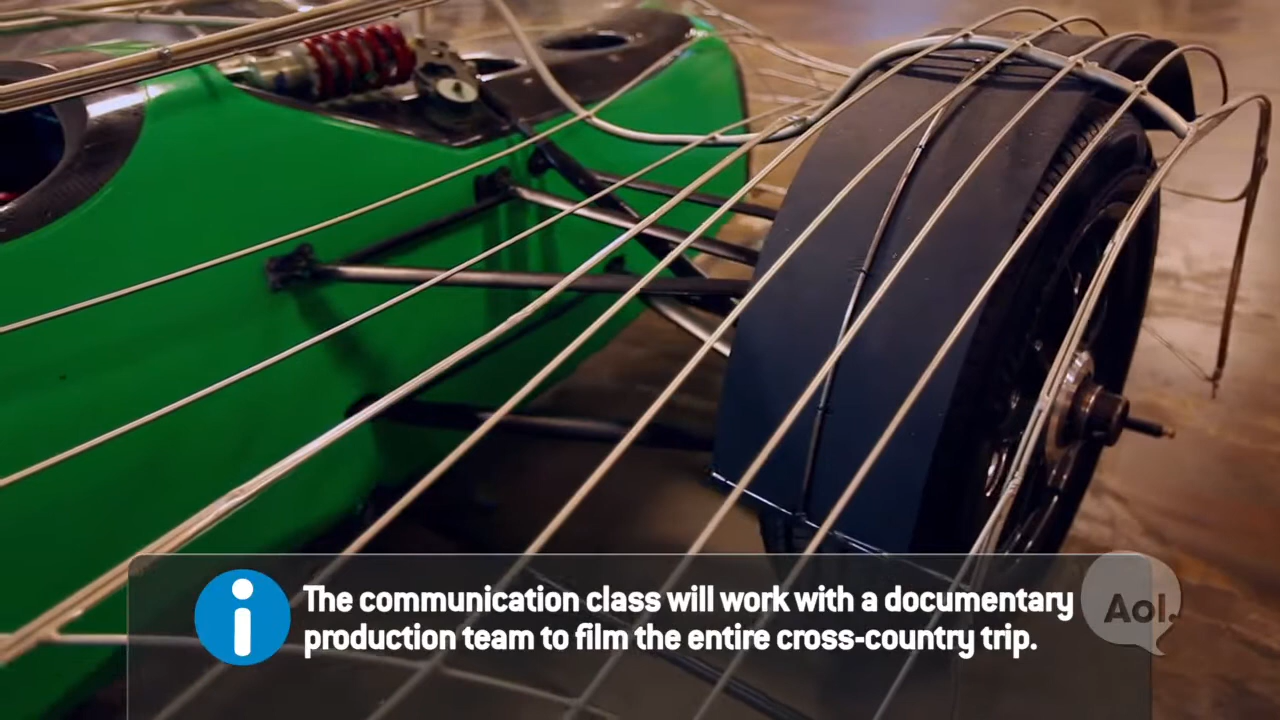 The communication class will work with a documentary
production team to film the entire cross-country trip.
Aol.